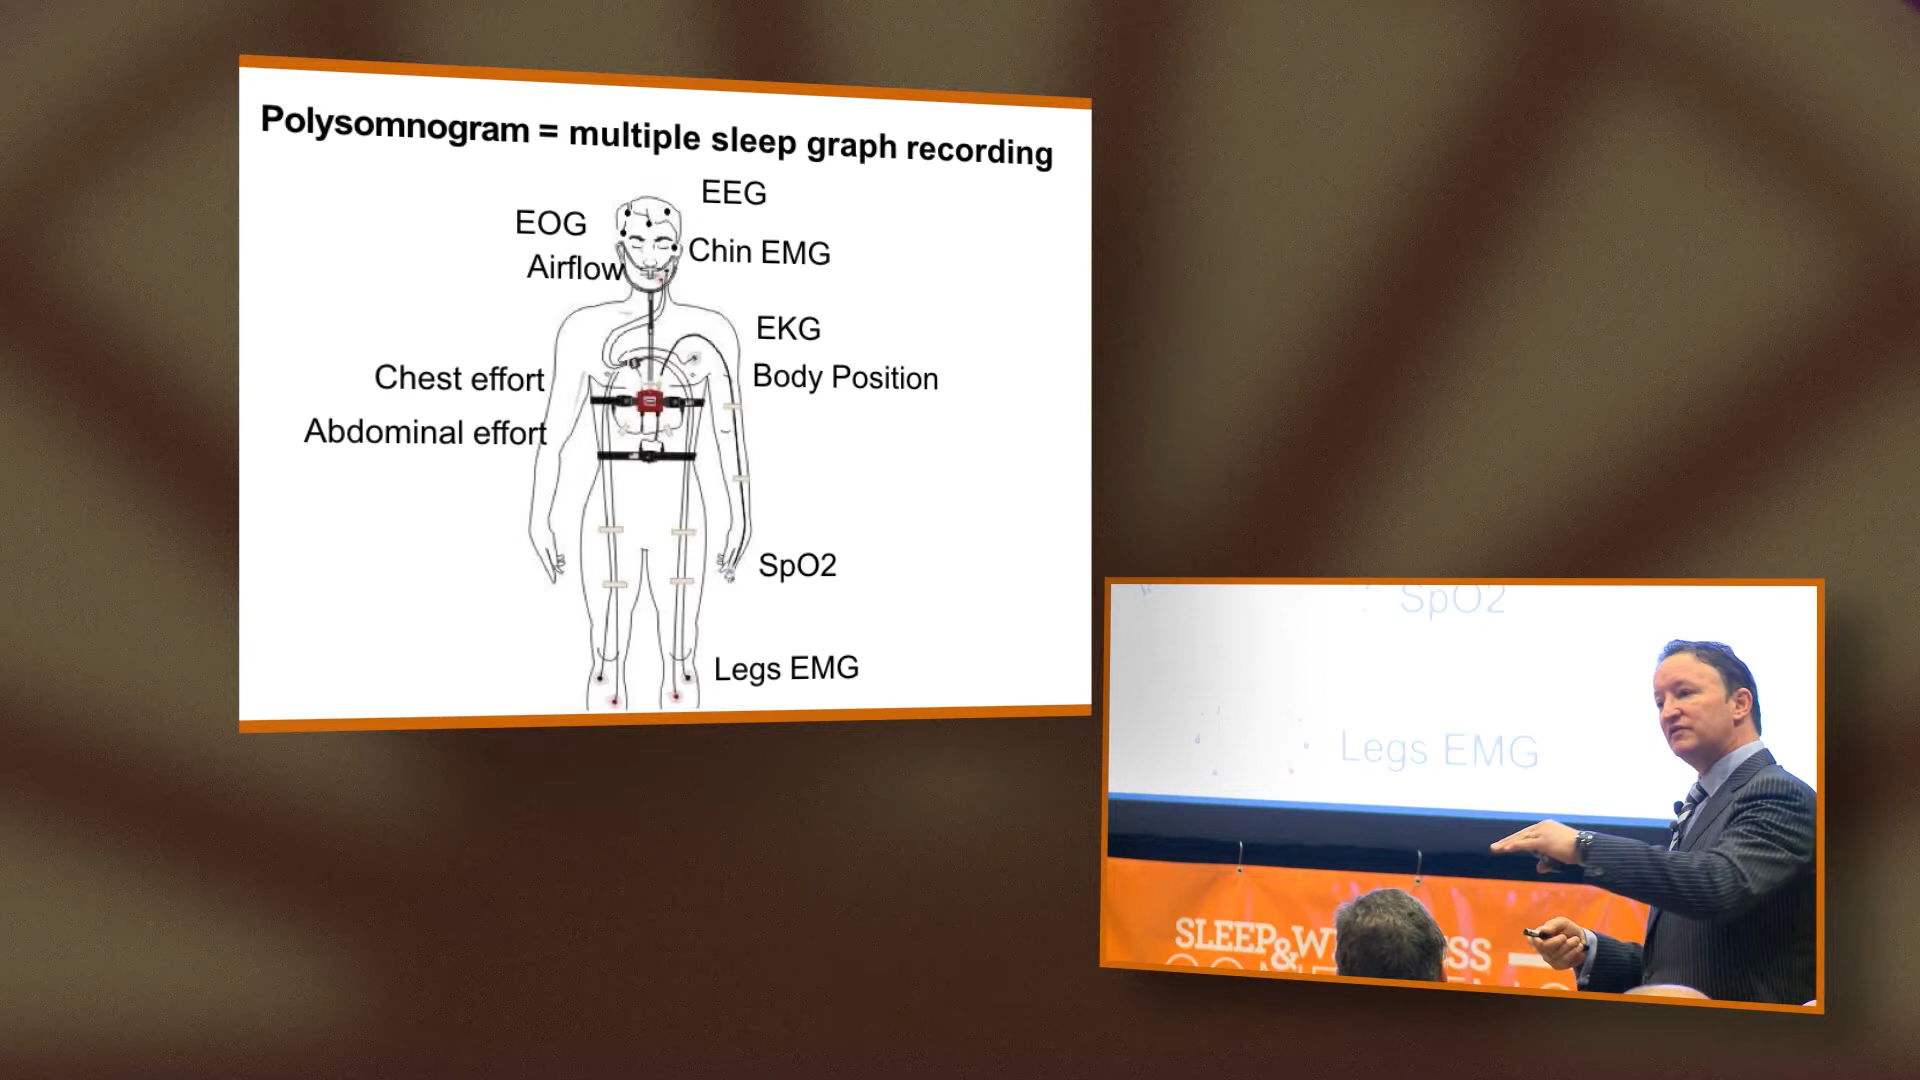 Polysomnogram = multiple sleep graph recording
EEG
EOG
Chin EMG
Airflow
EKG
Chest effort
Body Position
Abdominal effort
SpO2
Legs EMG
SpO2
Legs EMG
SLEEP&